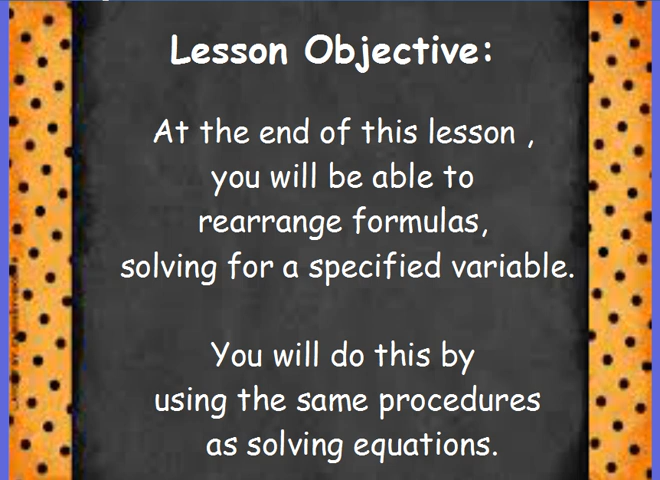 Lesson Objective:
At the end of this lesson ,
you will be able to
rearrange formulas,
solving for a specified variable.
You will do this by
using the same procedures
as solving equations.